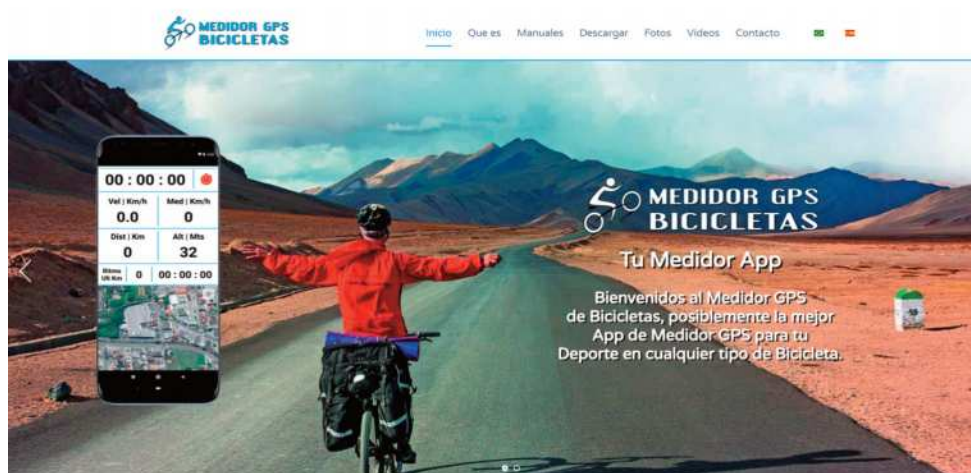 MEDIDOR GPS
BICICLETAS
Inicio Que es Manuales Descargar Fotos Videos Contacto
00 : 00 : 00
Vel | Km/h Med | Km/h
0.0 0
Dist | Km Alt | Mts
0 32
Ritmo
Ult Km 0 00 : 00 : 00
MEDIDOR GPS
BICICLETAS
Tu Medidor App
Bienvenidos al Medidor GPS
de Bicicletas, posiblemente la mejor
App de Medidor GPS para tu
Deporte en cualquier tipo de Bicicleta.